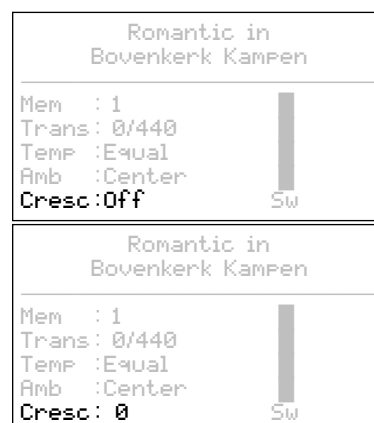 Romantic in
Bovenkerk Kampen
Mem : 1
Trans: 0/440
Temp :Equal
Amb :Center
Cresc:Off Sw
Romantic in
Bovenkerk Kampen
Mem : 1
Trans: 0/440
Temp :Equal
Amb :Center
Cresc: 0 Sw